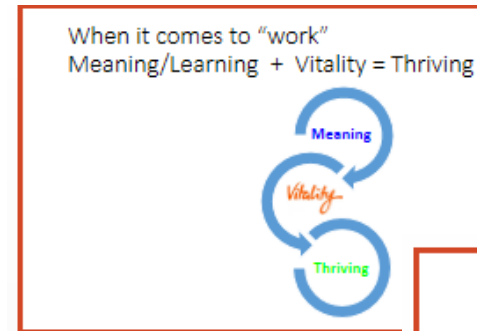 When it comes to “work”
Meaning/Learning + Vitality = Thriving
Meaning
Vitality
Thriving